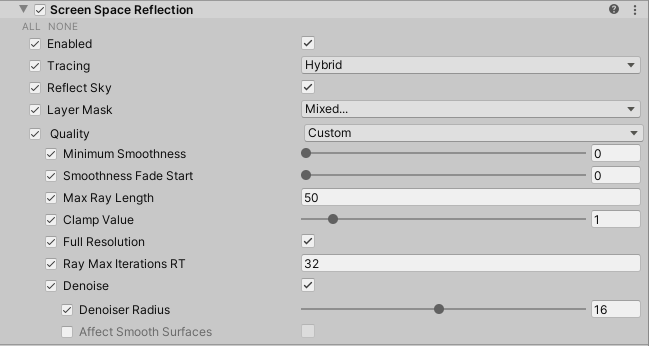 Screen Space Reflection
ALL NONE
Enabled
Tracing Hybrid
Reflect Sky
Layer Mask Mixed...
Quality Custom
Minimum Smoothness 0
Smoothness Fade Start 0
Max Ray Length 50
Clamp Value 1
Full Resolution
Ray Max Iterations RT 32
Denoise
Denoiser Radius 16
Affect Smooth Surfaces